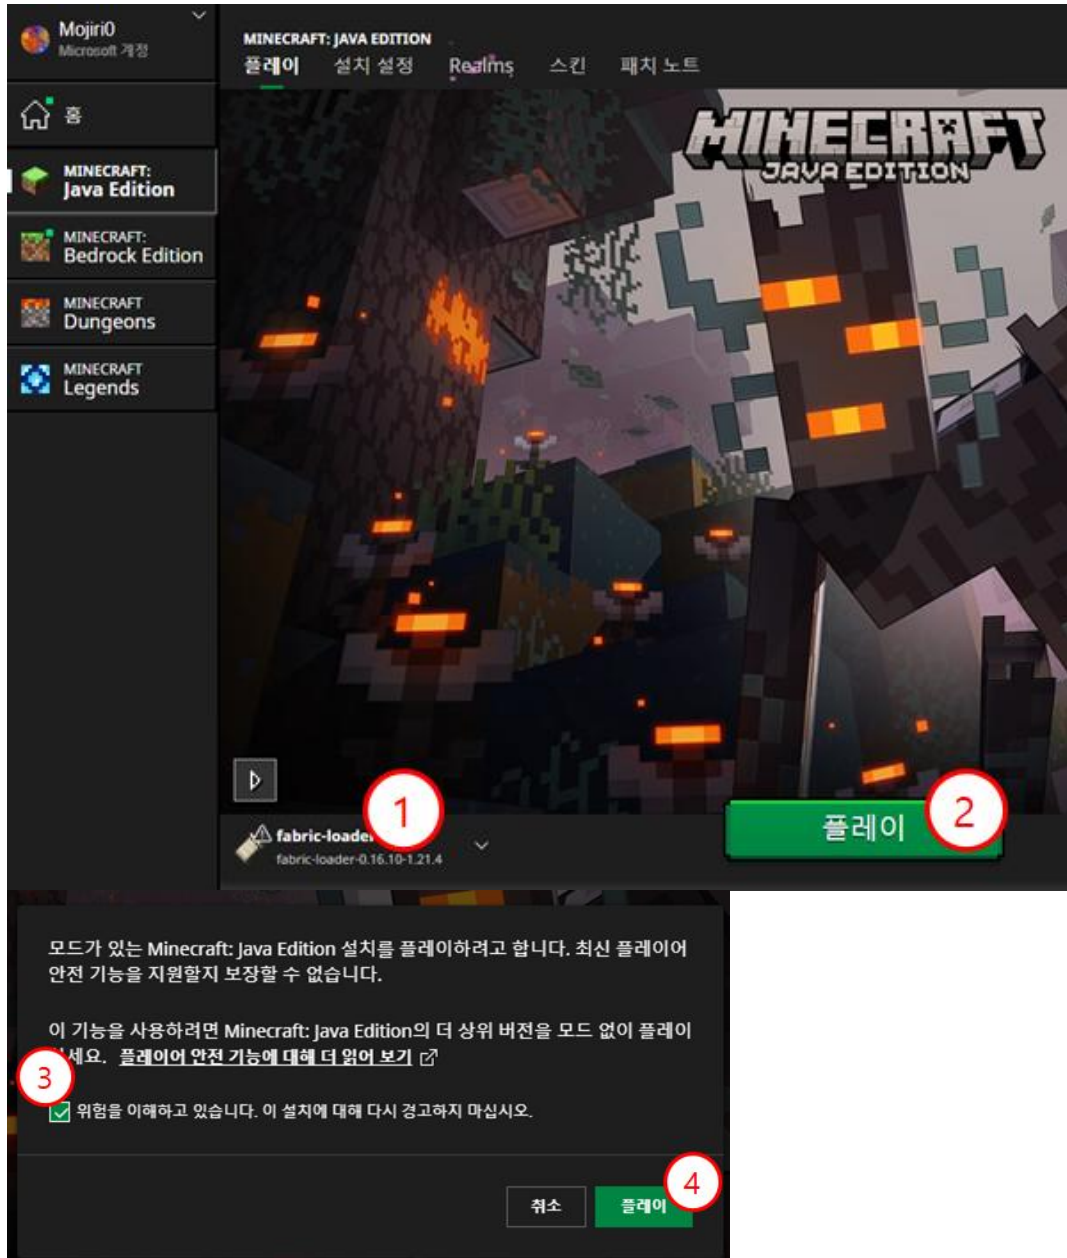 Mojiri0
Microsoft 계정
홈
MINECRAFT:
Java Edition
MINECRAFT:
Bedrock Edition
MINECRAFT
Dungeons
MINECRAFT
Legends
MINECRAFT: JAVA EDITION
플레이 설치 설정 Realms 스킨 패치 노트
MINECRAFT
JAVA EDITION
1
fabric-loader
fabric-loader-0.16.10-1.21.4
플레이 2
모드가 있는 Minecraft: Java Edition 설치를 플레이하려고 합니다. 최신 플레이어
안전 기능을 지원할지 보장할 수 없습니다.
이 기능을 사용하려면 Minecraft: Java Edition의 더 상위 버전을 모드 없이 플레이
세요. 플레이어 안전 기능에 대해 더 읽어 보기
3
위험을 이해하고 있습니다. 이 설치에 대해 다시 경고하지 마십시오.
취소 플레이 4